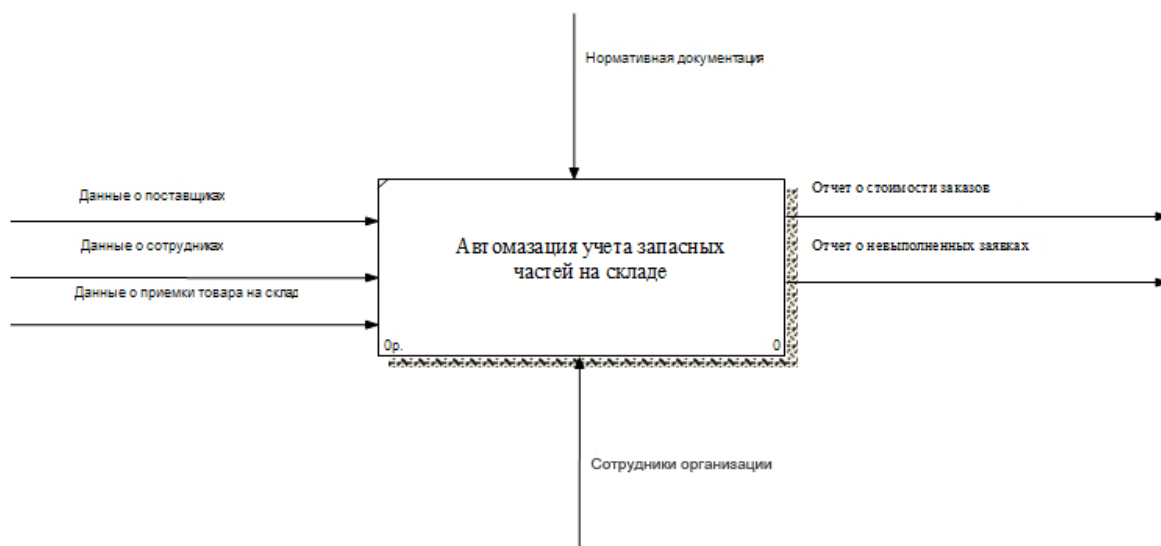 Нормативная документация
Данные о поставщиках
Отчет о стоимости заказов
Данные о сотрудниках
Автомазация учета запасных
частей на складе
Отчет о невыполненных заявках
Данные о приемки товара на склад
0р.
0
Сотрудники организации